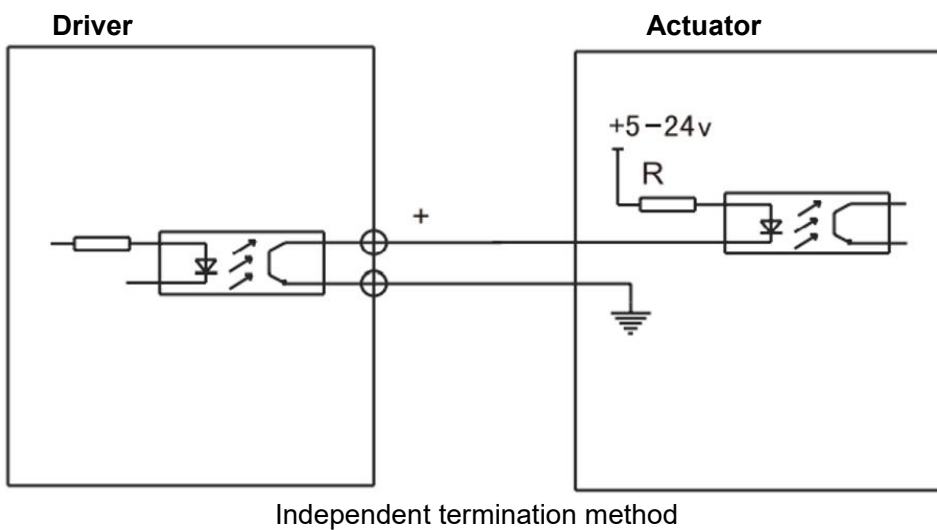 Driver
Actuator
+5-24v
R
+
Independent termination method